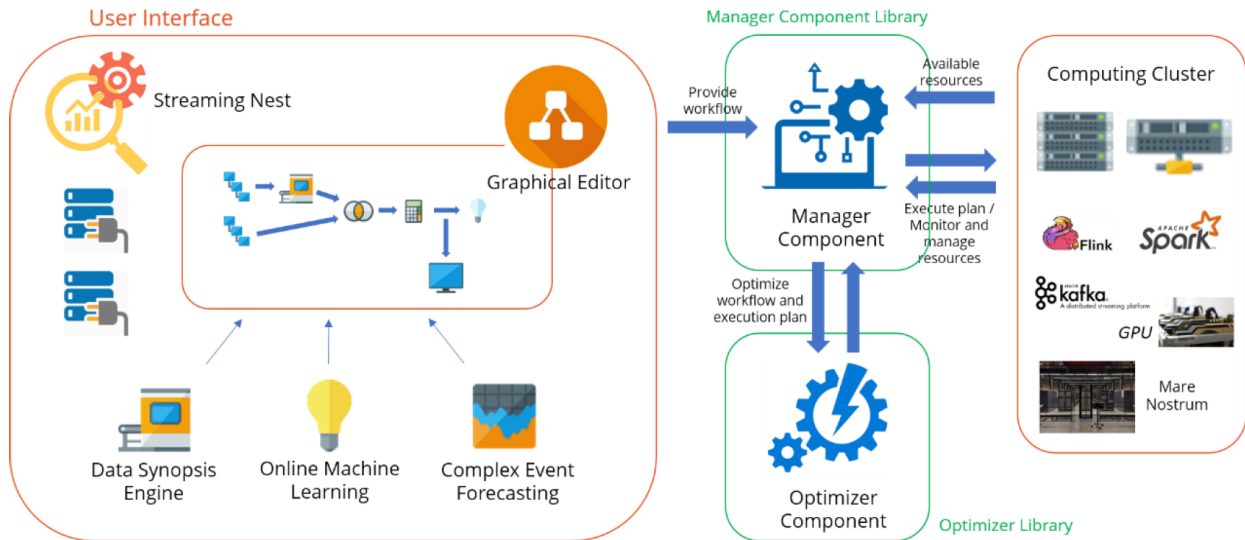 User Interface
Streaming Nest
Graphical Editor
Data Synopsis
Engine
Online Machine
Learning
Complex Event
Forecasting
Provide
workflow
Manager Component Library
Manager
Component
Optimize
workflow and
execution plan
Optimizer
Component
Optimizer Library
Available
resources
Execute plan /
Monitor and
manage
resources
Computing Cluster
Flink
APACHE
Spark
APACHE
kafka
A distributed streaming platform
GPU
Mare
Nostrum